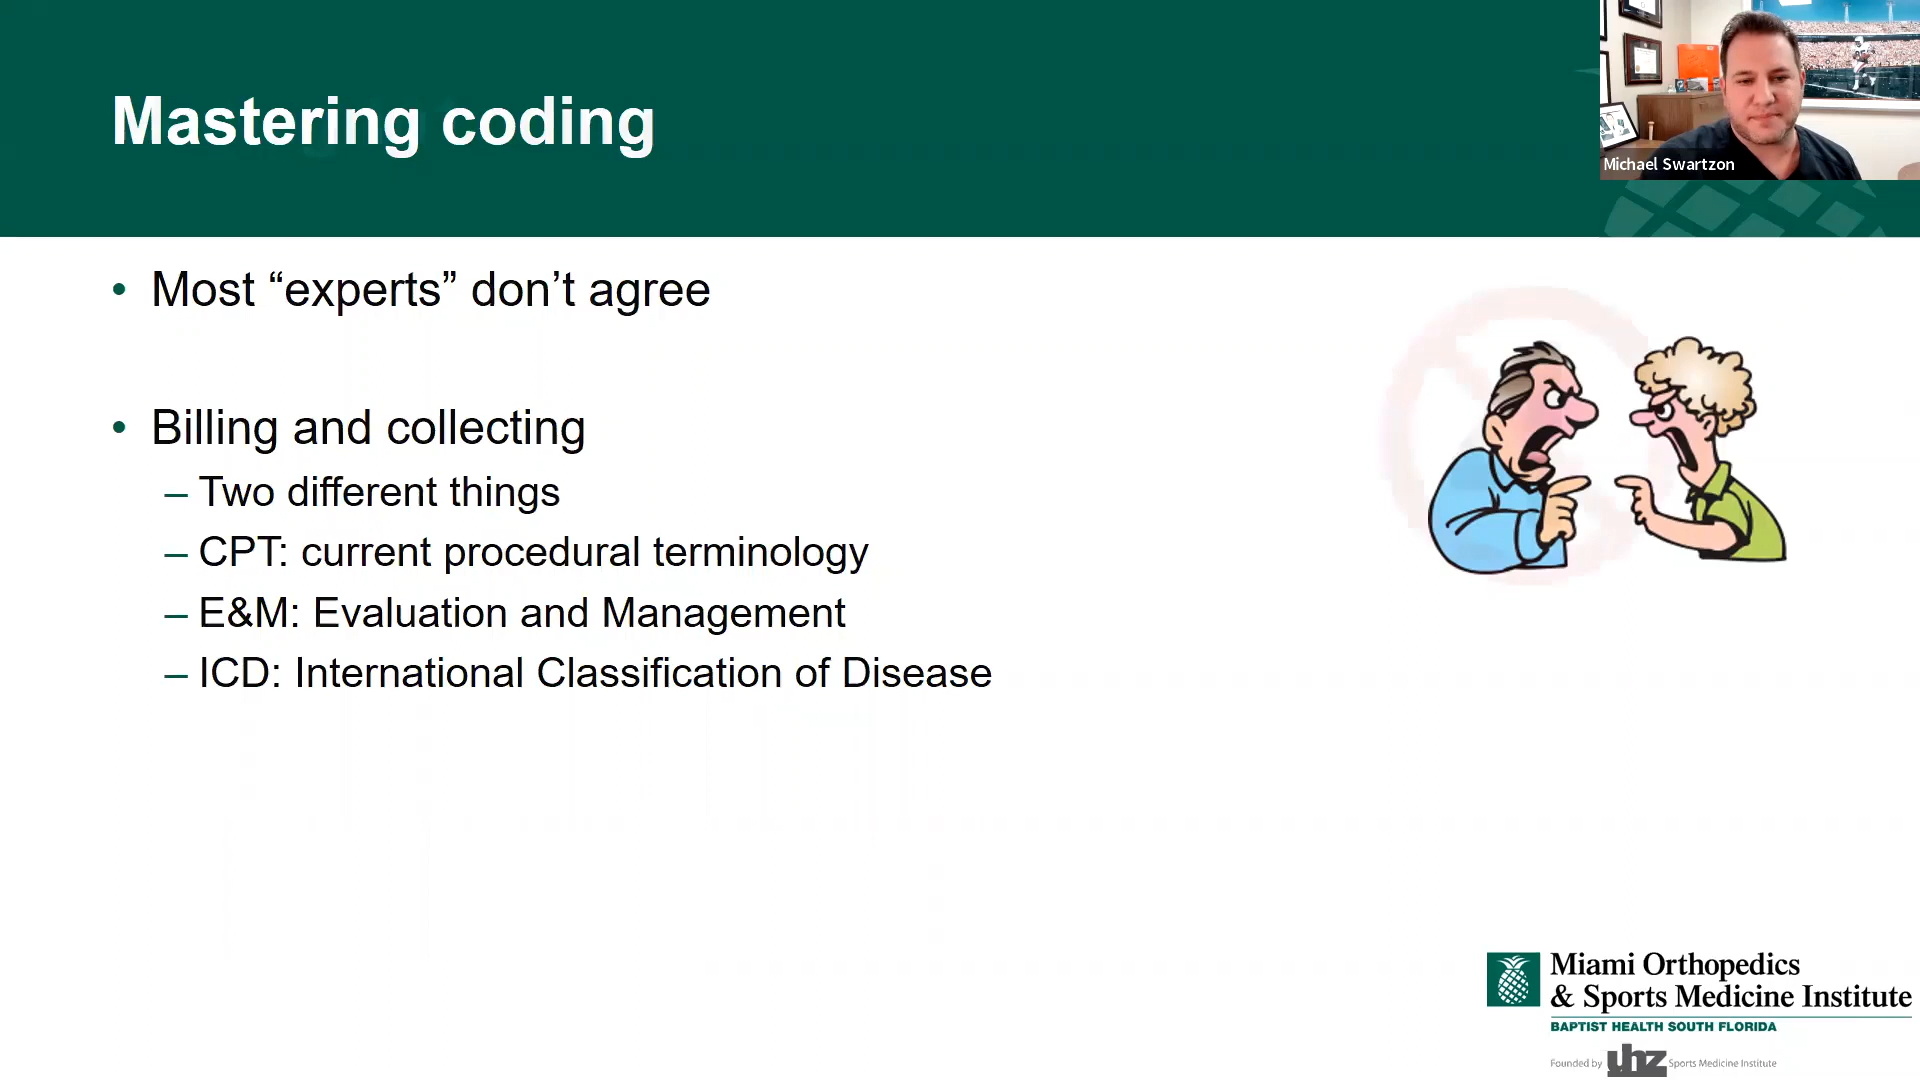 Mastering coding
Michael Swartzon
• Most “experts” don’t agree
• Billing and collecting
– Two different things
– CPT: current procedural terminology
– E&M: Evaluation and Management
– ICD: International Classification of Disease
Miami Orthopedics
& Sports Medicine Institute
BAPTIST HEALTH SOUTH FLORIDA
Founded by uhz Sports Medicine Institute